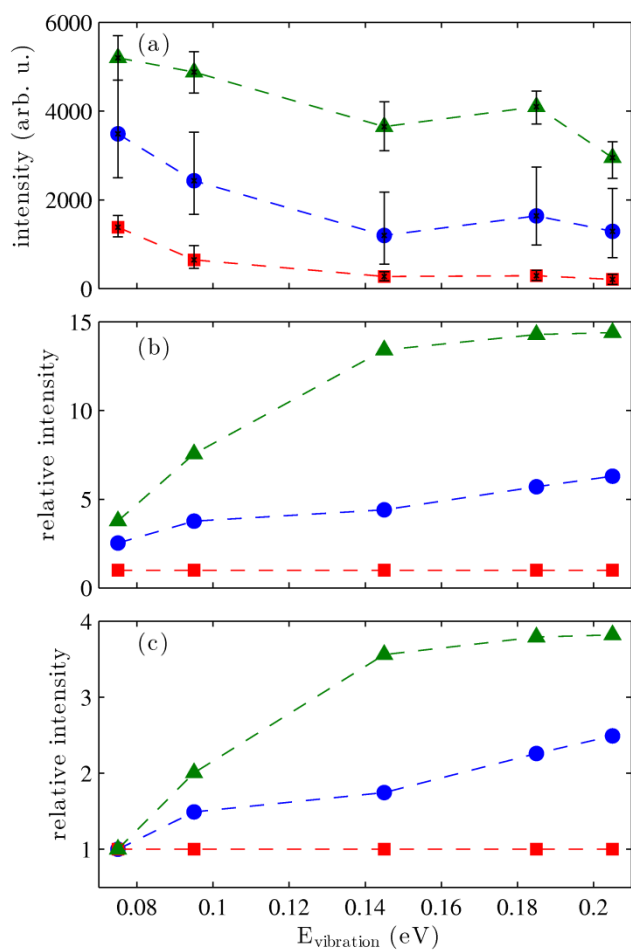 6000
(a)
4000
2000
0
intensity (arb. u.)
15
(b)
10
5
0
relative intensity
4
(c)
3
2
1
relative intensity
0.08 0.1 0.12 0.14 0.16 0.18 0.2
E_vibration (eV)